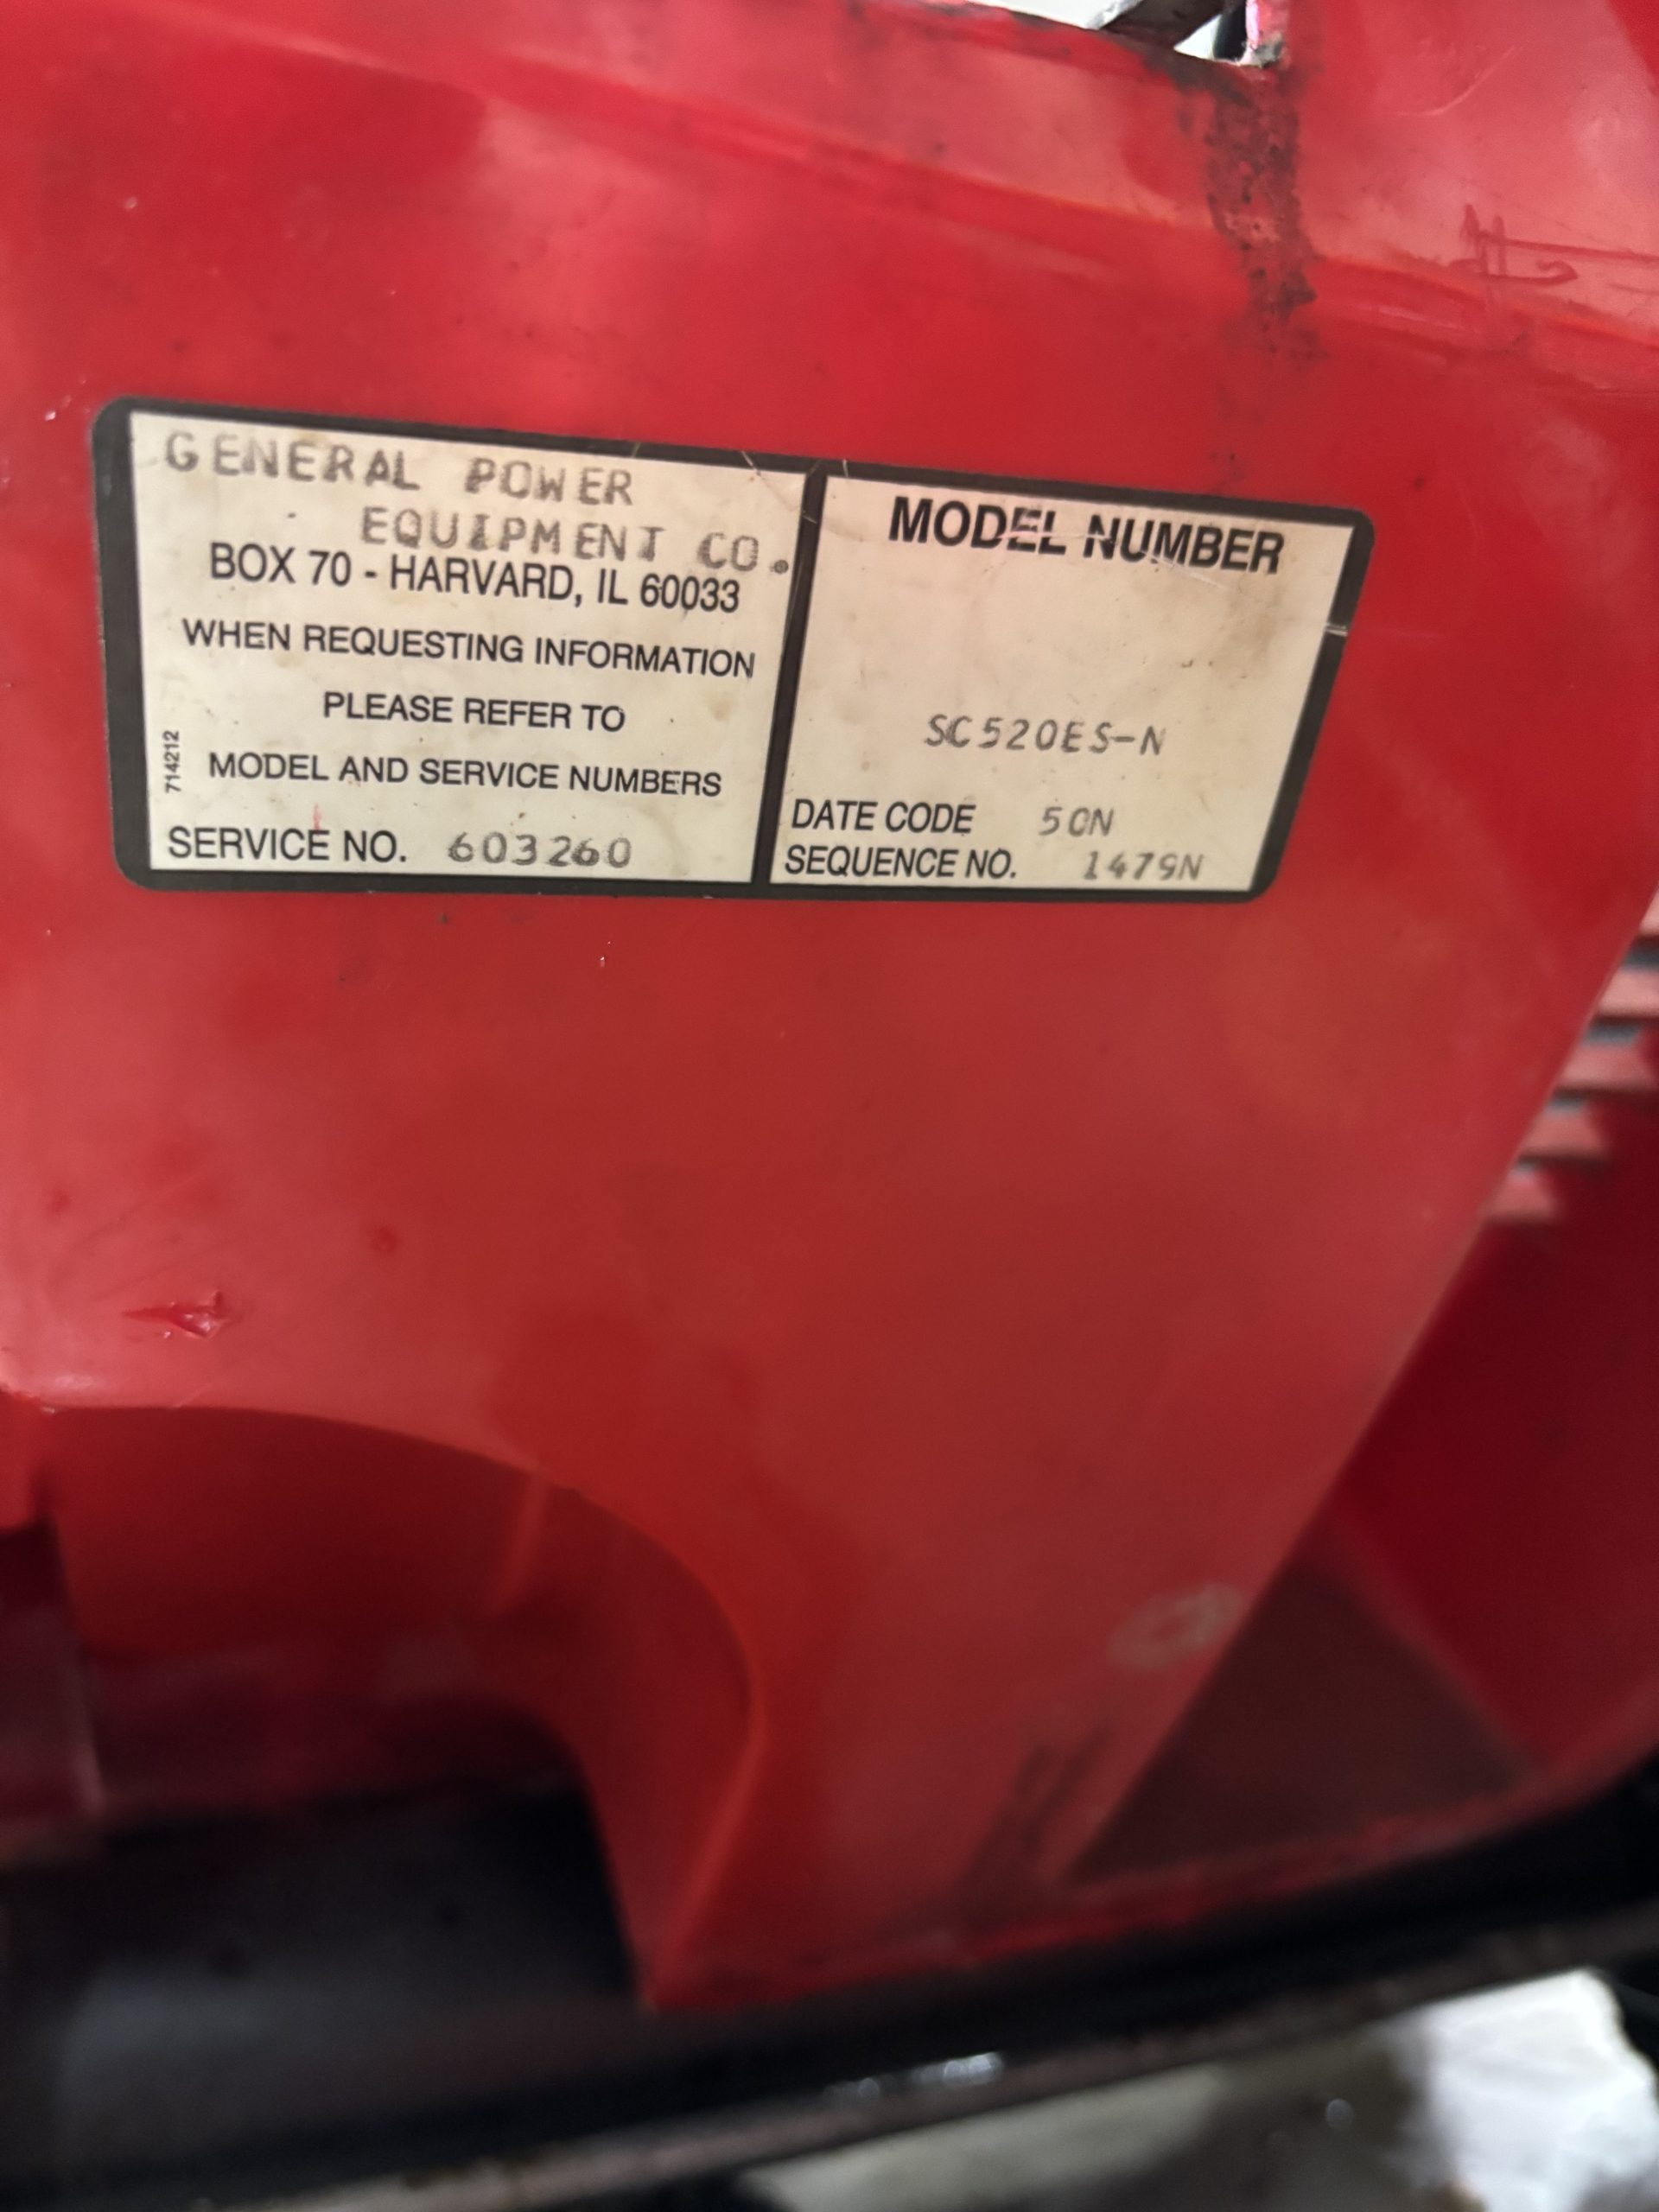 GENERAL POWER
EQUIPMENT CO.
BOX 70 - HARVARD, IL 60033
WHEN REQUESTING INFORMATION
PLEASE REFER TO
MODEL AND SERVICE NUMBERS
714212
SERVICE NO. 603260
MODEL NUMBER
SC520ES-N
DATE CODE 50N
SEQUENCE NO. 1479N